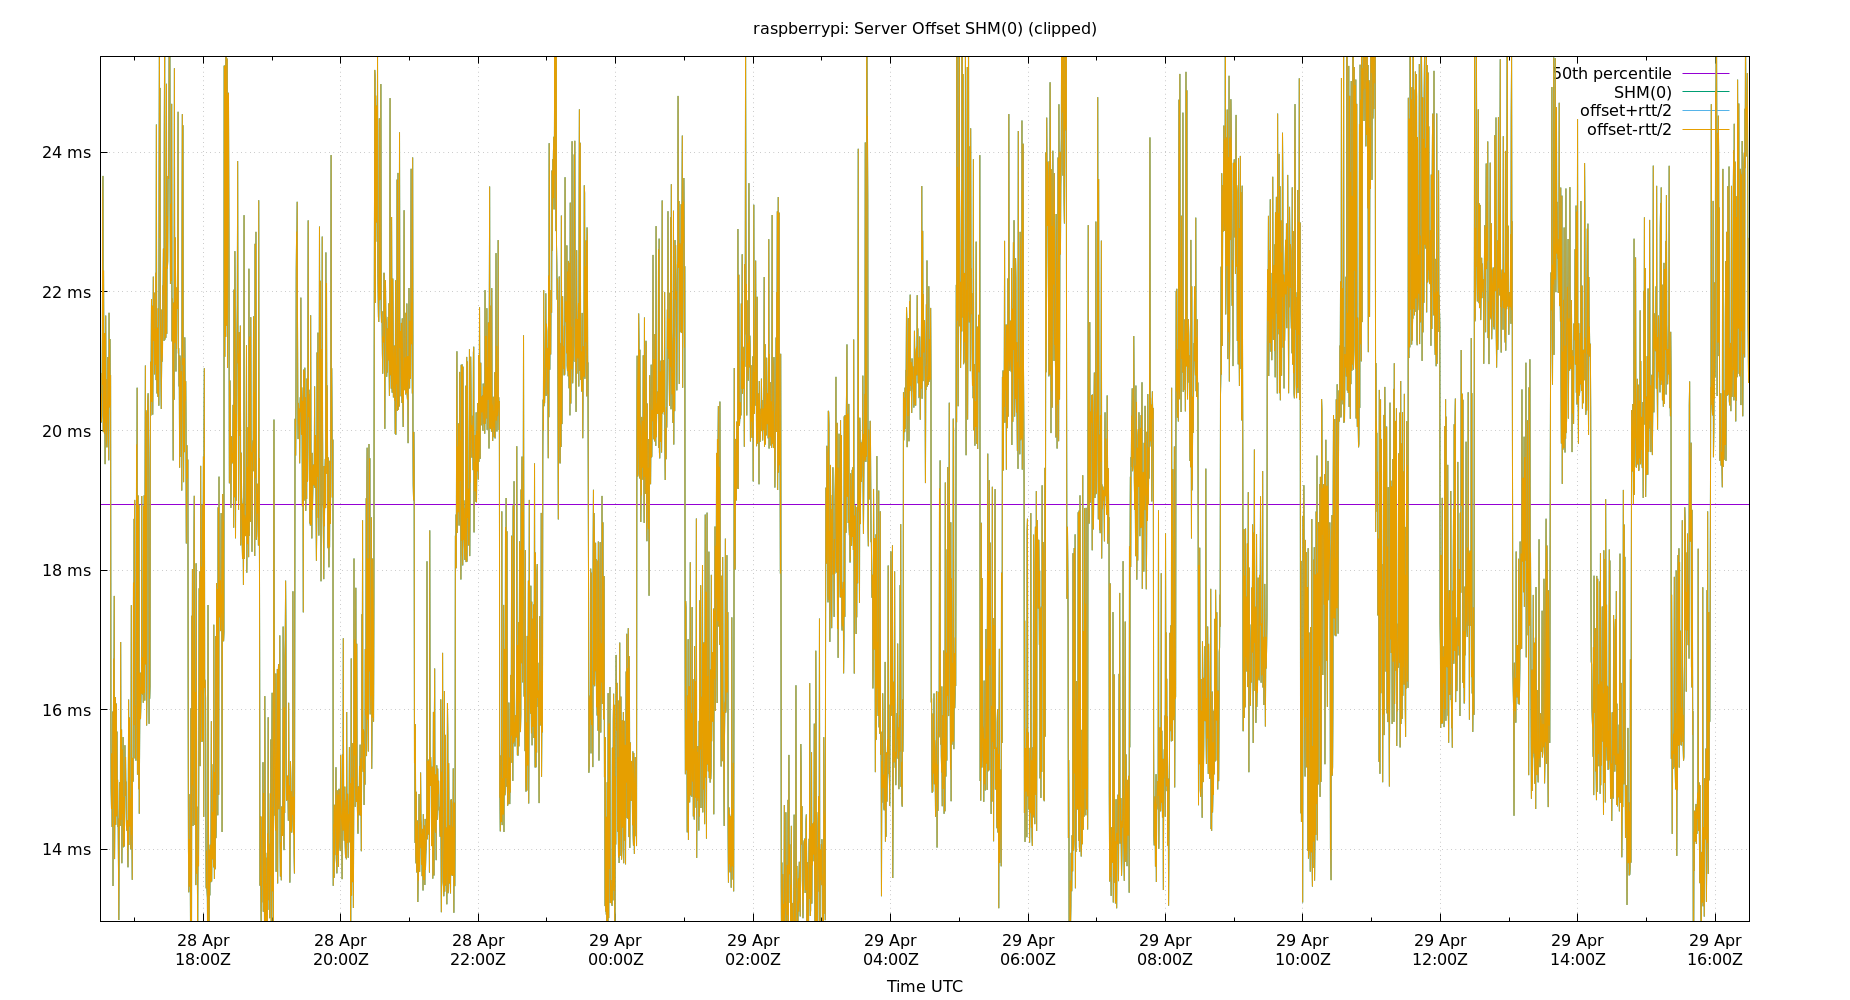 raspberrypi: Server Offset SHM(0) (clipped)
50th percentile
SHM(0)
offset+rtt/2
offset-rtt/2
24 ms
22 ms
20 ms
18 ms
16 ms
14 ms
28 Apr 28 Apr 28 Apr 29 Apr 29 Apr 29 Apr 29 Apr 29 Apr 29 Apr 29 Apr 29 Apr 29 Apr
18:00Z 20:00Z 22:00Z 00:00Z 02:00Z 04:00Z 06:00Z 08:00Z 10:00Z 12:00Z 14:00Z 16:00Z
Time UTC